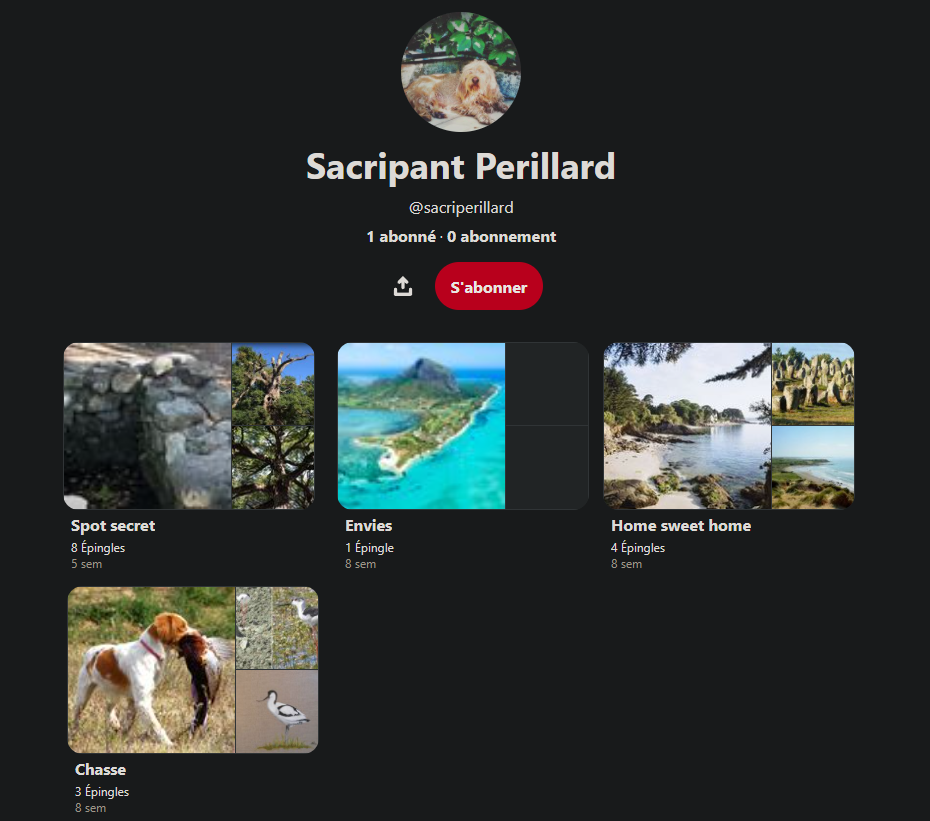 Sacripant Perillard
@sacriperillard
1 abonné · 0 abonnement
S'abonner
Spot secret
8 Épingles
5 sem
Envies
1 Épingle
8 sem
Home sweet home
4 Épingles
8 sem
Chasse
3 Épingles
8 sem